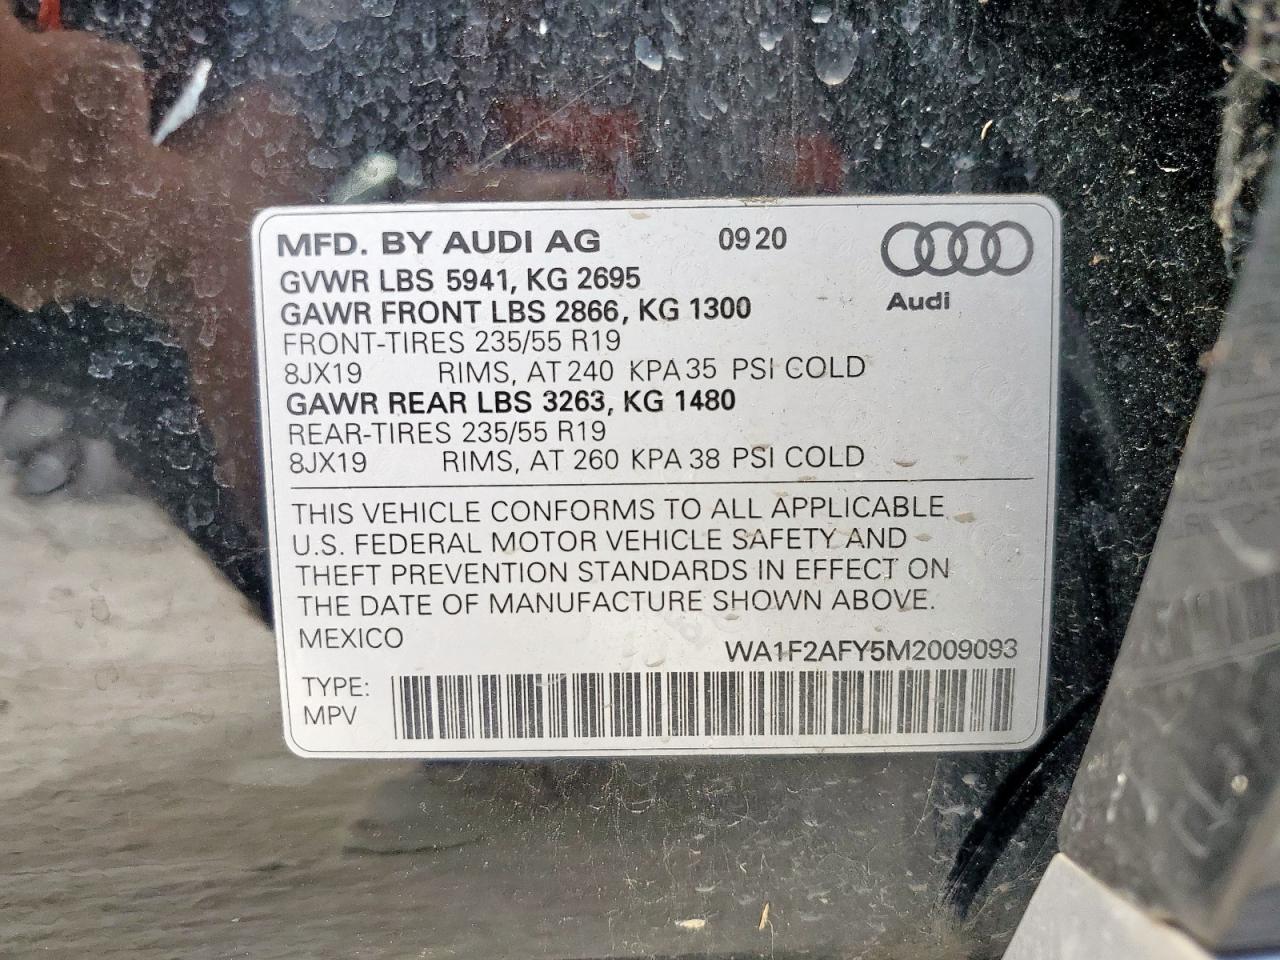 MFD. BY AUDI AG 09 20
Audi
GVWR LBS 5941, KG 2695
GAWR FRONT LBS 2866, KG 1300
FRONT-TIRES 235/55 R19
8JX19 RIMS, AT 240 KPA 35 PSI COLD
GAWR REAR LBS 3263, KG 1480
REAR-TIRES 235/55 R19
8JX19 RIMS, AT 260 KPA 38 PSI COLD
THIS VEHICLE CONFORMS TO ALL APPLICABLE
U.S. FEDERAL MOTOR VEHICLE SAFETY AND
THEFT PREVENTION STANDARDS IN EFFECT ON
THE DATE OF MANUFACTURE SHOWN ABOVE.
MEXICO WA1F2AFY5M2009093
TYPE:
MPV